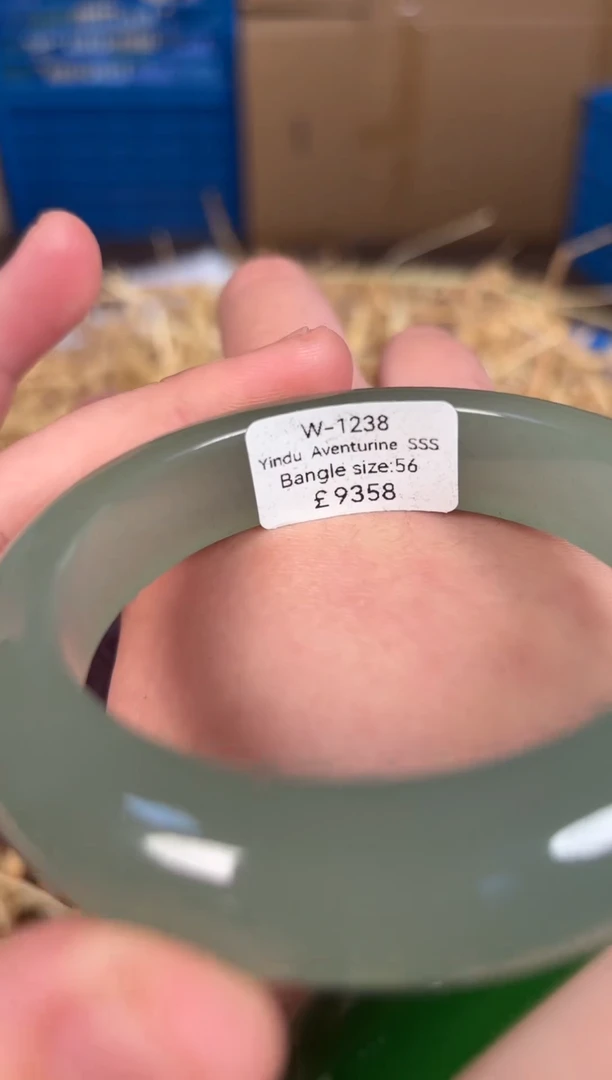 W-1238
Yindu Aventurine SSS
Bangle size:56
£9358